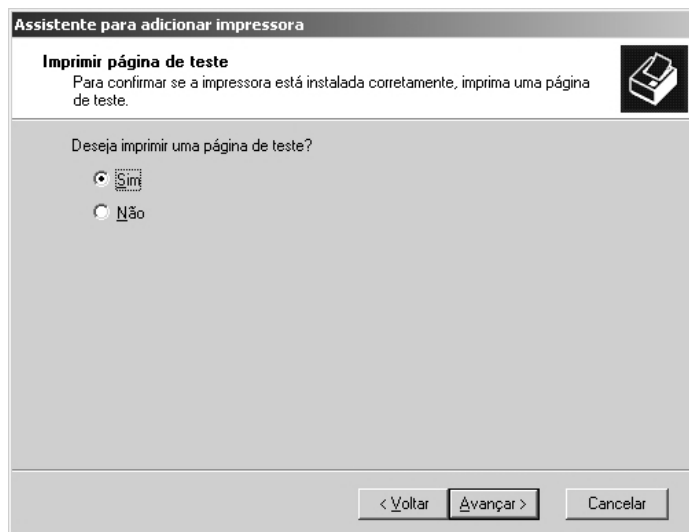 Assistente para adicionar impressora
Imprimir página de teste
Para confirmar se a impressora está instalada corretamente, imprima uma página
de teste.
Deseja imprimir uma página de teste?
Sim
Não
< Voltar Avançar > Cancelar